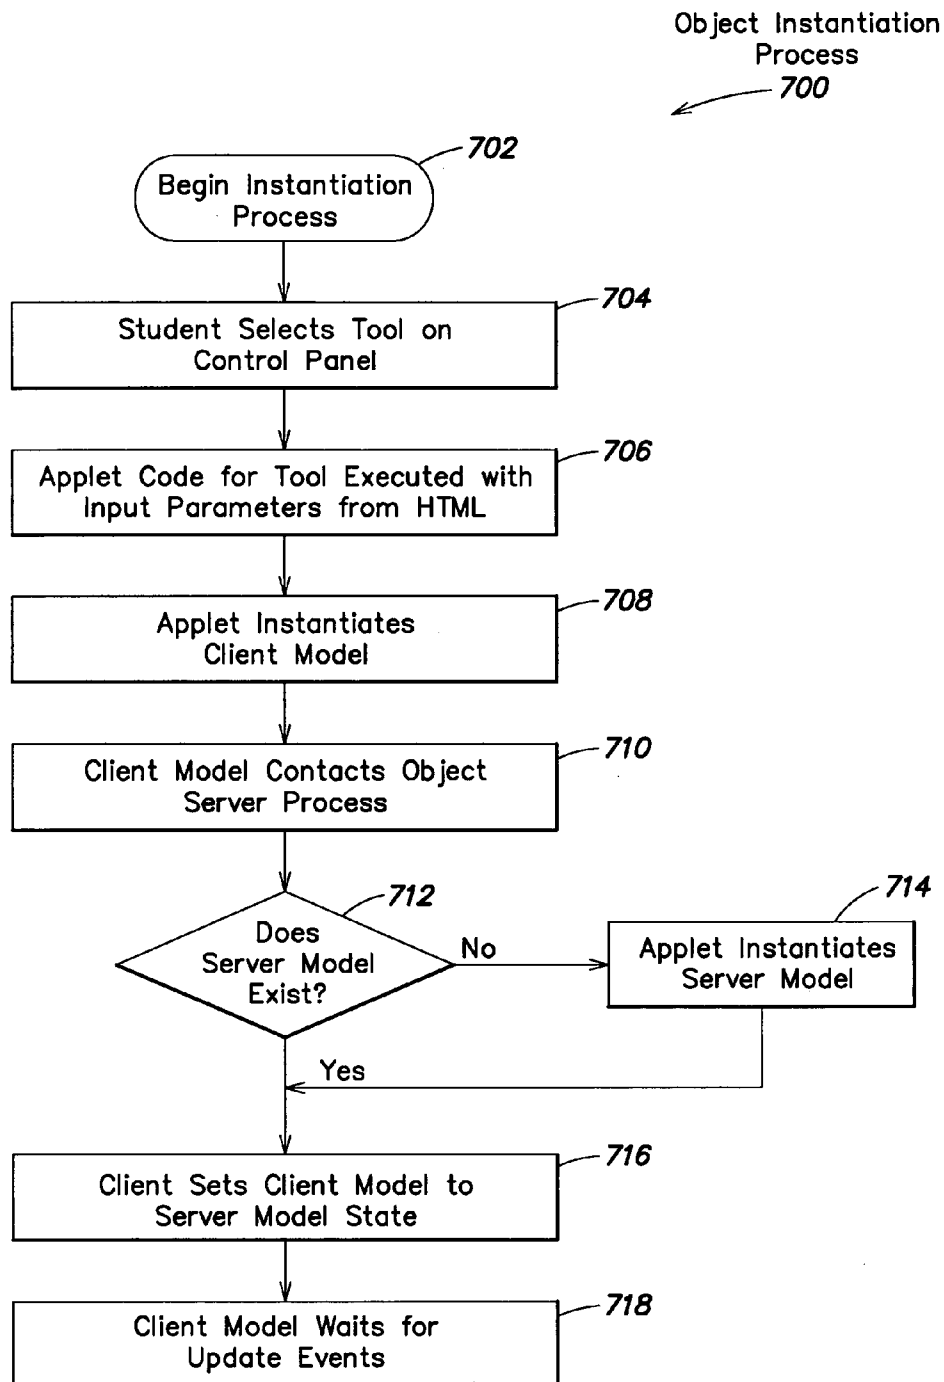 Object Instantiation
Process
700
702
Begin Instantiation
Process
704
Student Selects Tool on
Control Panel
706
Applet Code for Tool Executed with
Input Parameters from HTML
708
Applet Instantiates
Client Model
710
Client Model Contacts Object
Server Process
712
Does
Server Model
Exist?
No
714
Applet Instantiates
Server Model
Yes
716
Client Sets Client Model to
Server Model State
718
Client Model Waits for
Update Events